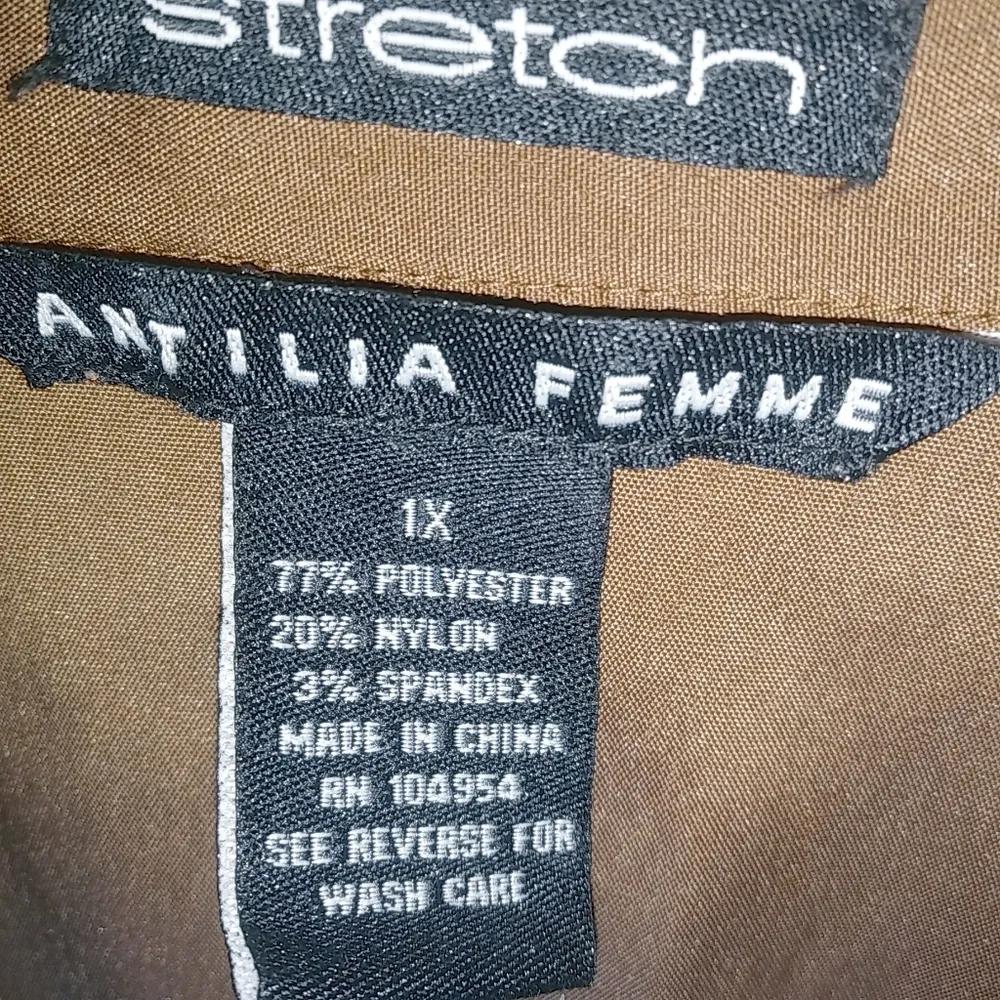 stretch
ANTILIA FEMME
1X
77% POLYESTER
20% NYLON
3% SPANDEX
MADE IN CHINA
RN 104954
SEE REVERSE FOR
WASH CARE